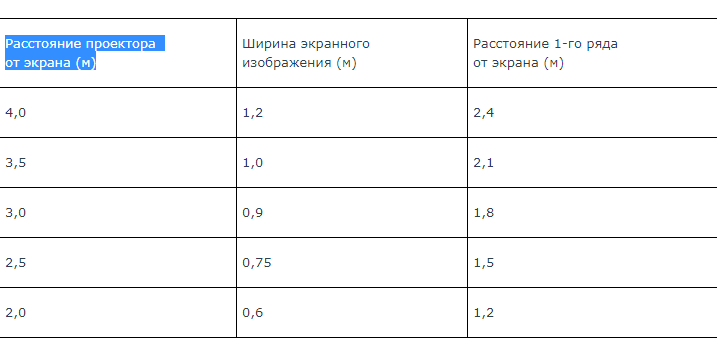 Расстояние проектора Ширина экранного Расстояние 1-го ряда
от экрана (м) изображения (м) от экрана (м)
4,0 1,2 2,4
3,5 1,0 2,1
3,0 0,9 1,8
2,5 0,75 1,5
2,0 0,6 1,2